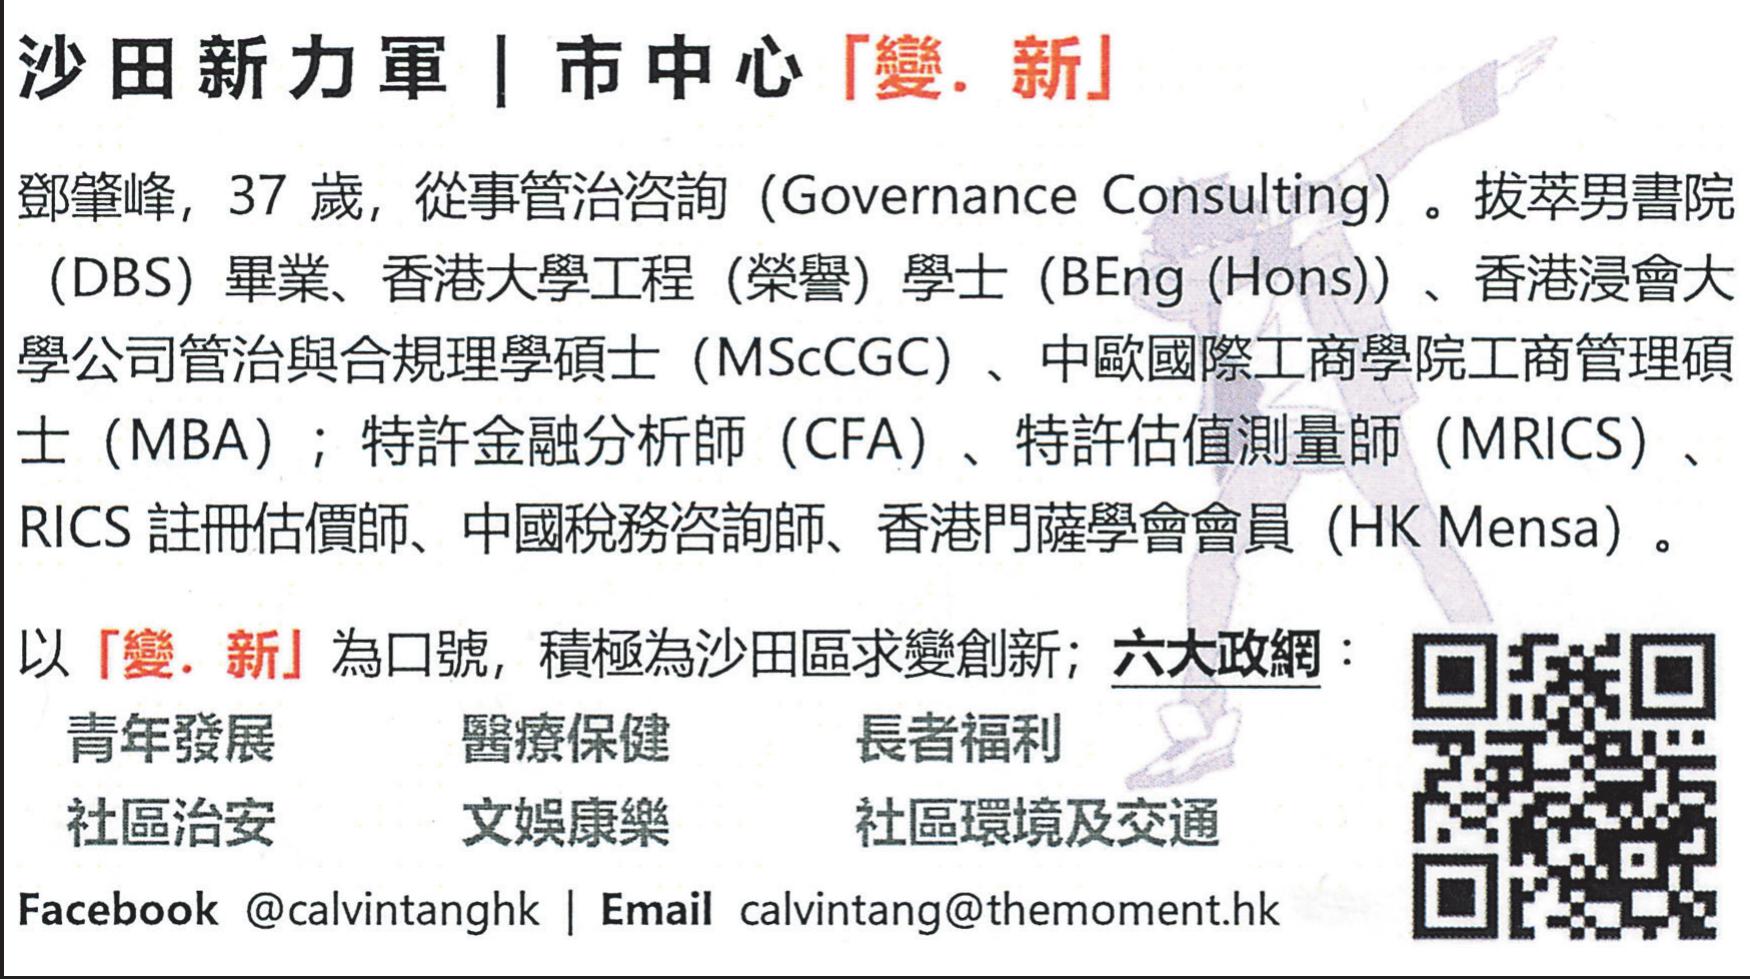 沙田新力軍｜市中心「變．新」
鄧肇峰，37 歲，從事管治咨詢（Governance Consulting）。拔萃男書院
（DBS）畢業、香港大學工程（榮譽）學士（BEng (Hons)）、香港浸會大
學公司管治與合規理學碩士（MScCGC）、中歐國際工商學院工商管理碩
士（MBA）；特許金融分析師（CFA）、特許估值測量師（MRICS）、
RICS 註冊估價師、中國稅務咨詢師、香港門薩學會會員（HK Mensa）。
以「變．新」為口號，積極為沙田區求變創新；六大政網：
青年發展 醫療保健 長者福利
社區治安 文娛康樂 社區環境及交通
Facebook @calvintanghk | Email calvintang@themoment.hk